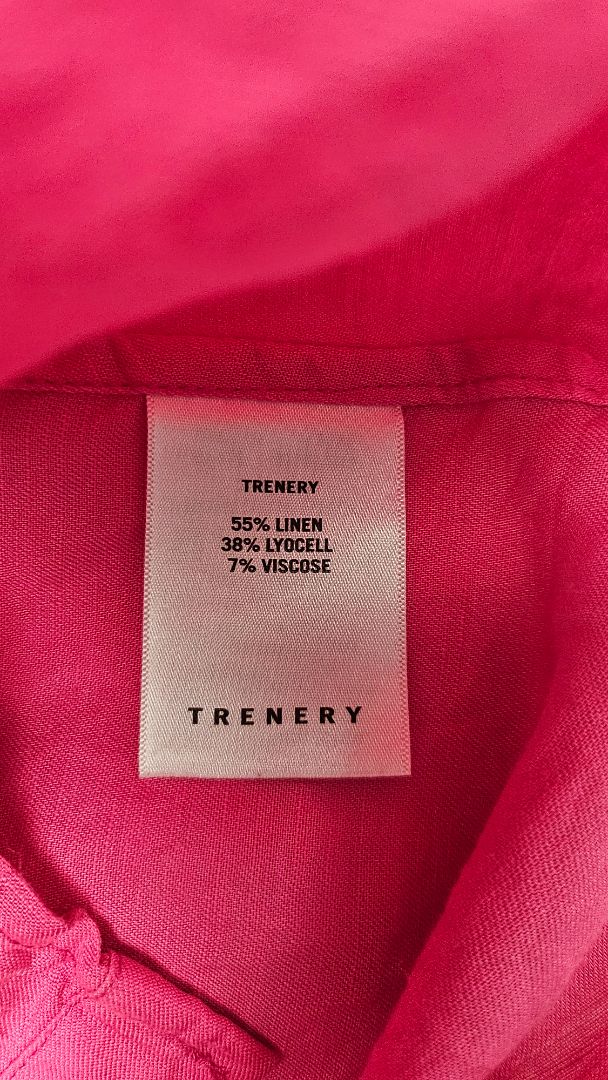 TRENERY
55% LINEN
38% LYOCELL
7% VISCOSE
TRENERY